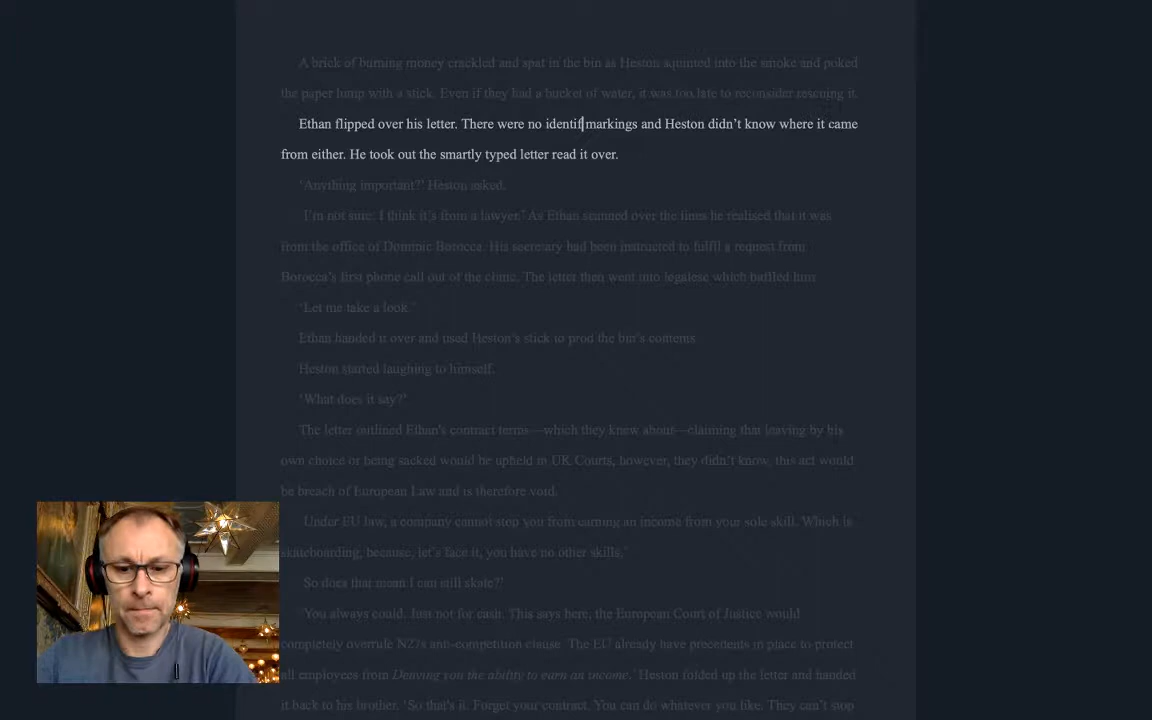 A brick of burning money crackled and spat in the bin as Heston squinted into the smoke and poked
the paper lump with a stick. Even if they had a bucket of water, it was too late to reconsider rescuing it.
Ethan flipped over his letter. There were no identif markings and Heston didn’t know where it came
from either. He took out the smartly typed letter read it over.
‘Anything important?’ Heston asked.
‘I’m not sure. I think it’s from a lawyer.’ As Ethan scanned over the lines he realised that it was
from the office of Dominic Borocca. His secretary had been instructed to fulfil a request from
Borocca’s first phone call out of the clinic. The letter then went into legalese which baffled him.
‘Let me take a look.’
Ethan handed it over and used Heston’s stick to prod the bin’s contents.
Heston started laughing to himself.
‘What does it say?’
The letter outlined Ethan’s contract terms—which they knew about—claiming that leaving by his
own choice or being sacked would be upheld in UK Courts, however, they didn’t know, this act would
be breach of European Law and is therefore void.
‘Under EU law, a company cannot stop you from earning an income from your sole skill. Which is
skateboarding, because, let’s face it, you have no other skills.’
‘So does that mean I can still skate?’
‘You always could. Just not for cash. This says here, the European Court of Justice would
completely overrule NZ7s anti-competition clause. The EU already have precedents in place to protect
all employees from Denying you the ability to earn an income.’ Heston folded up the letter and handed
it back to his brother. ‘So that’s it. Forget your contract. You can do whatever you like. They can’t stop